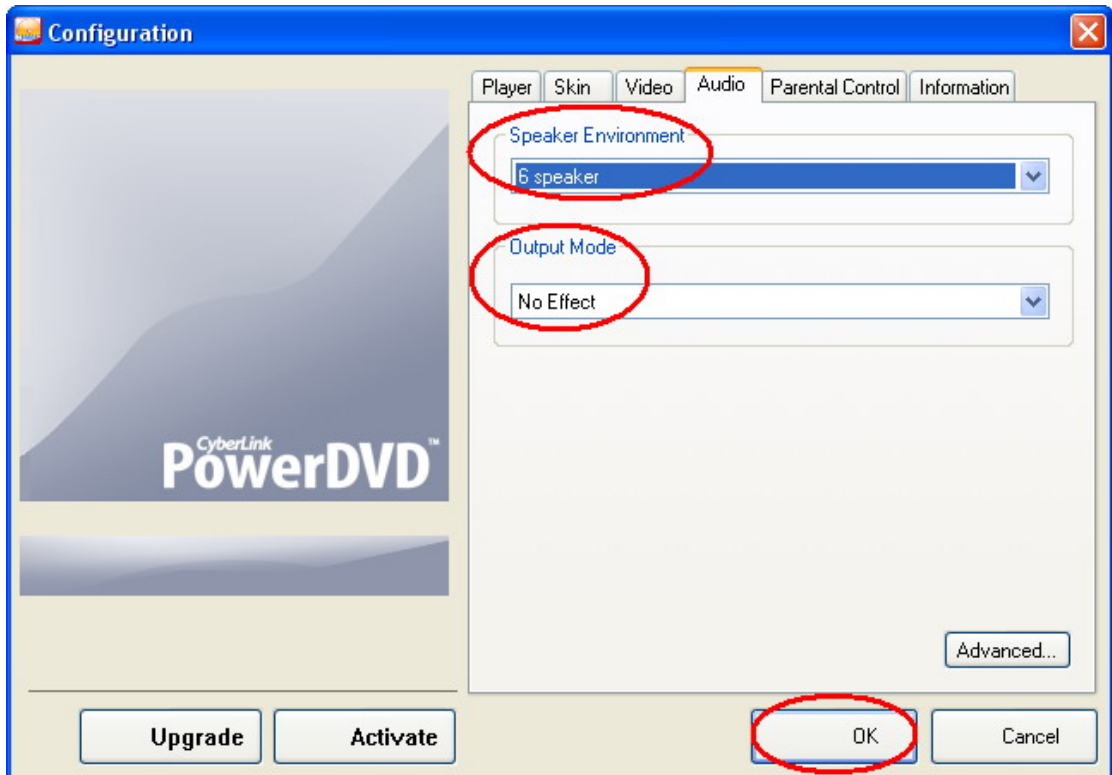 Configuration
Player Skin Video Audio Parental Control Information
Speaker Environment
6 speaker
Output Mode
No Effect
CyberLink
PowerDVD™
Advanced...
Upgrade Activate OK Cancel